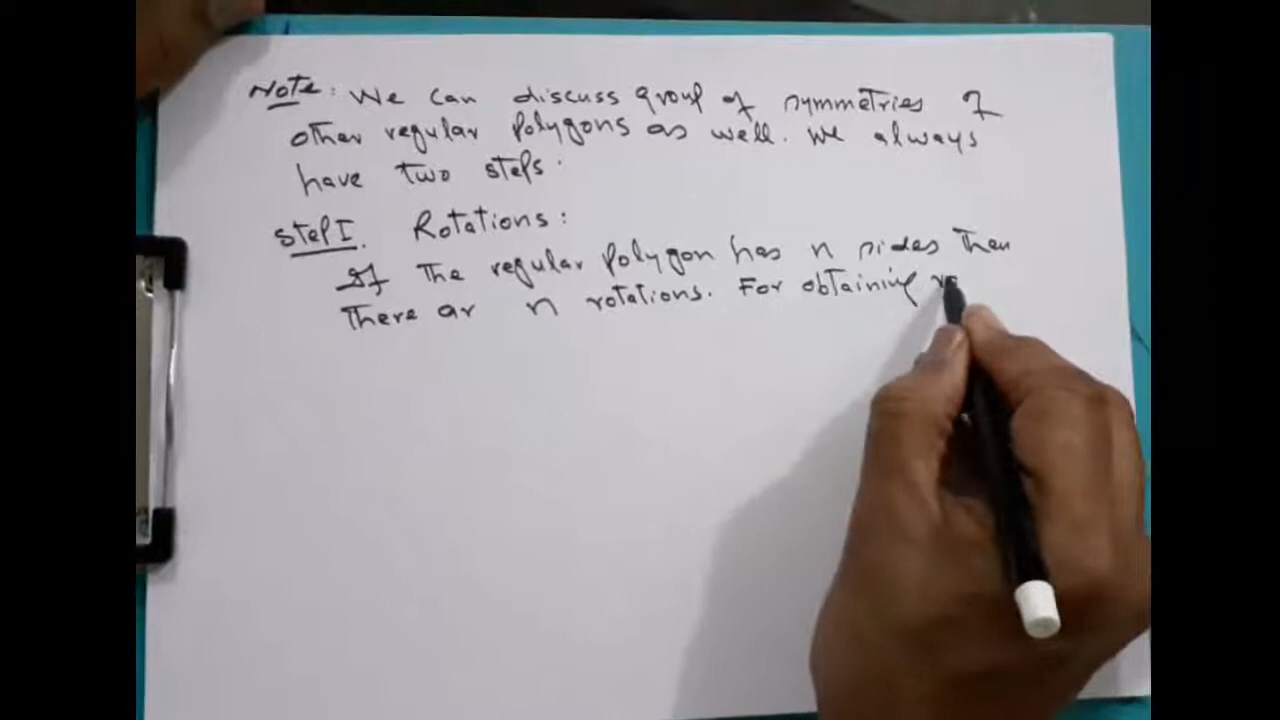 Note: We can discuss group of symmetries of
other regular polygons as well. We always
have two steps.
Step I. Rotations:
If the regular polygon has n sides then
there ar n rotations. For obtaining